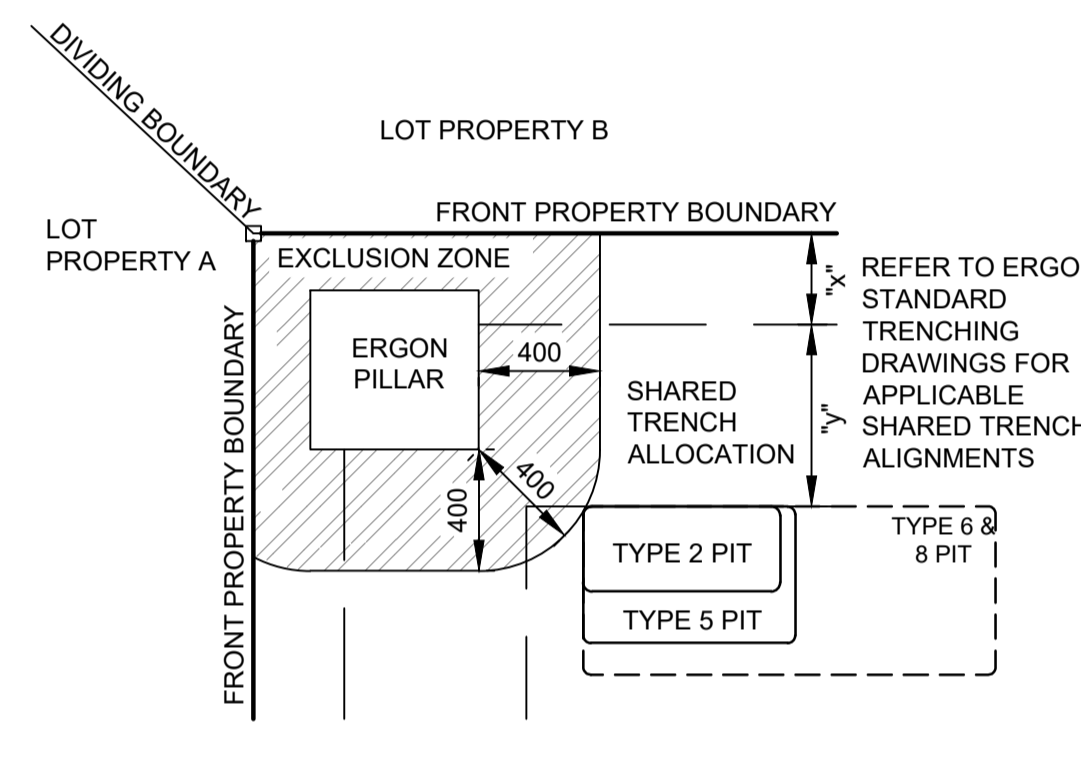 DIVIDING BOUNDARY
LOT PROPERTY B
LOT
PROPERTY A
FRONT PROPERTY BOUNDARY
EXCLUSION ZONE
ERGON
PILLAR
400
400
400
FRONT PROPERTY BOUNDARY
SHARED
TRENCH
ALLOCATION
"x"
"y"
REFER TO ERGO
STANDARD
TRENCHING
DRAWINGS FOR
APPLICABLE
SHARED TRENCH
ALIGNMENTS
TYPE 2 PIT
TYPE 5 PIT
TYPE 6 &
8 PIT